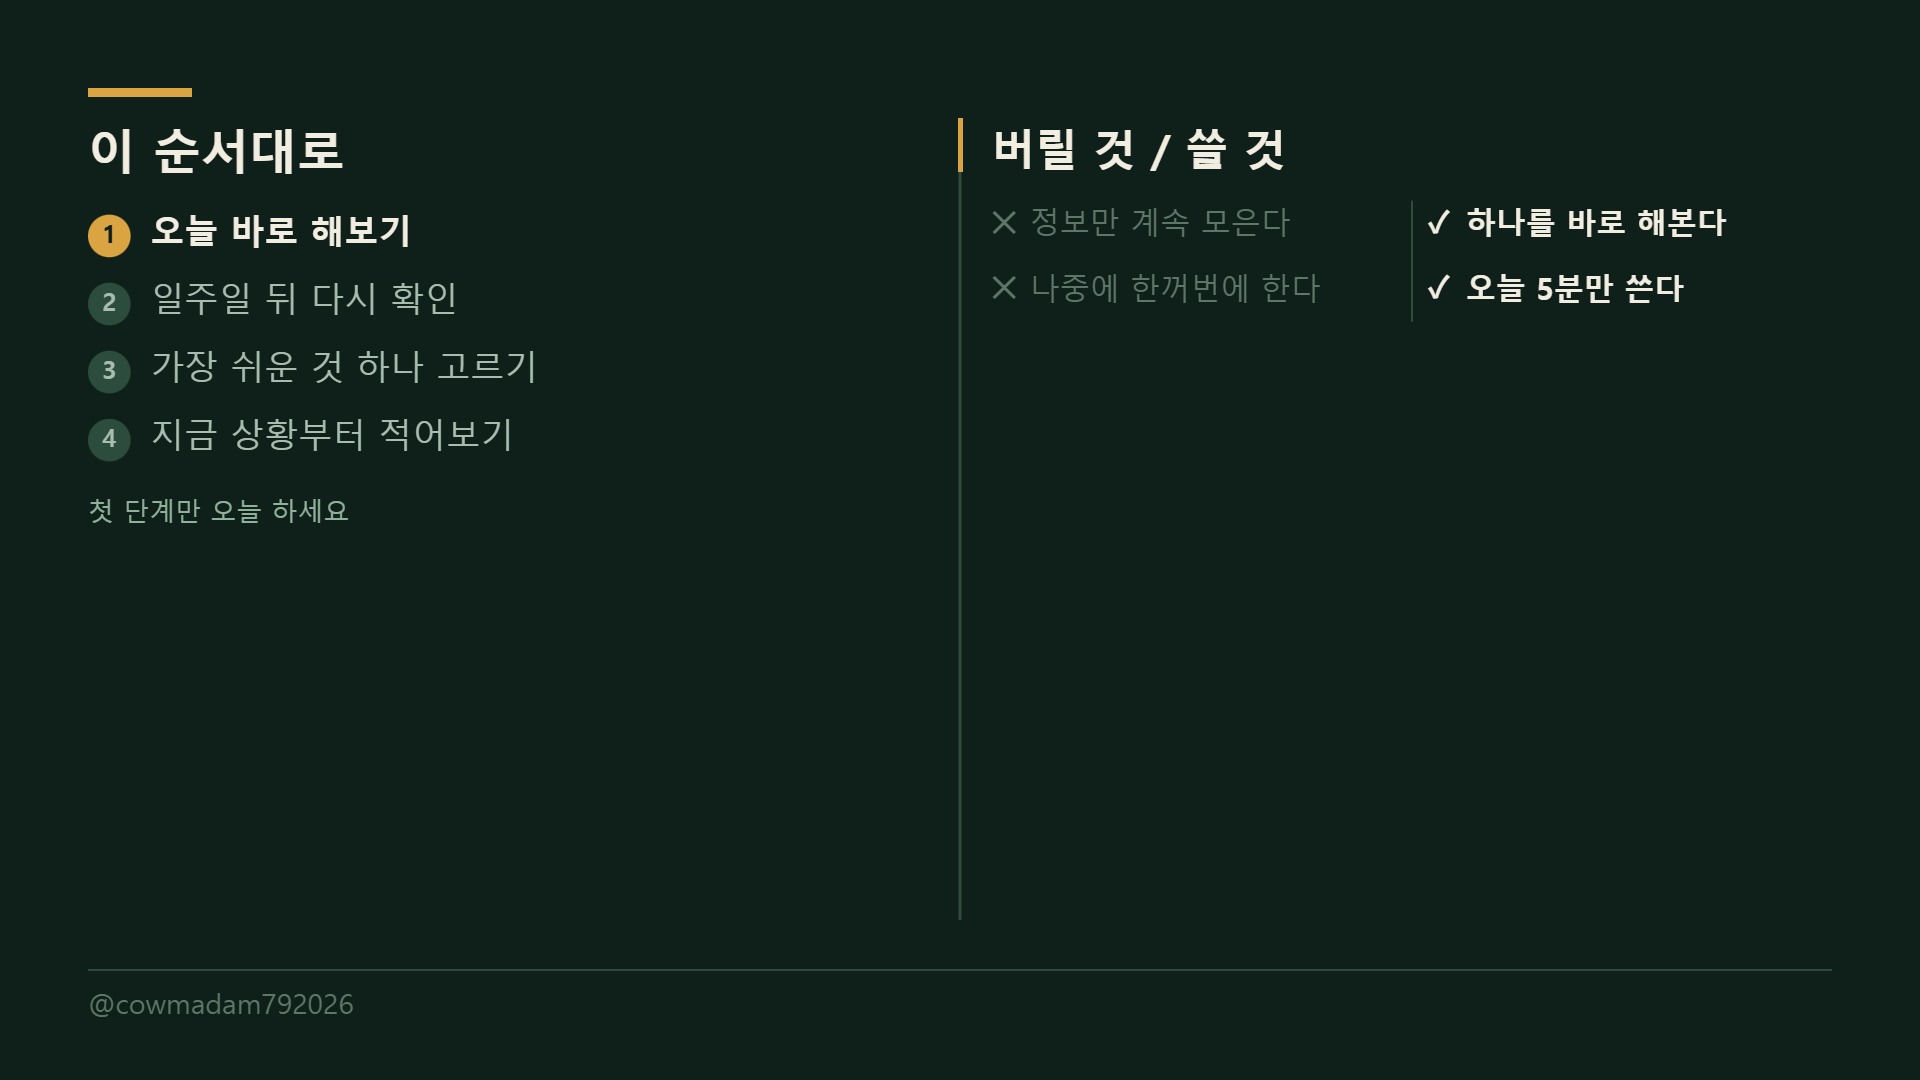 이 순서대로
1 오늘 바로 해보기
2 일주일 뒤 다시 확인
3 가장 쉬운 것 하나 고르기
4 지금 상황부터 적어보기
첫 단계만 오늘 하세요
버릴 것 / 쓸 것
✕ 정보만 계속 모은다 ✓ 하나를 바로 해본다
✕ 나중에 한꺼번에 한다 ✓ 오늘 5분만 쓴다
@cowmadam792026